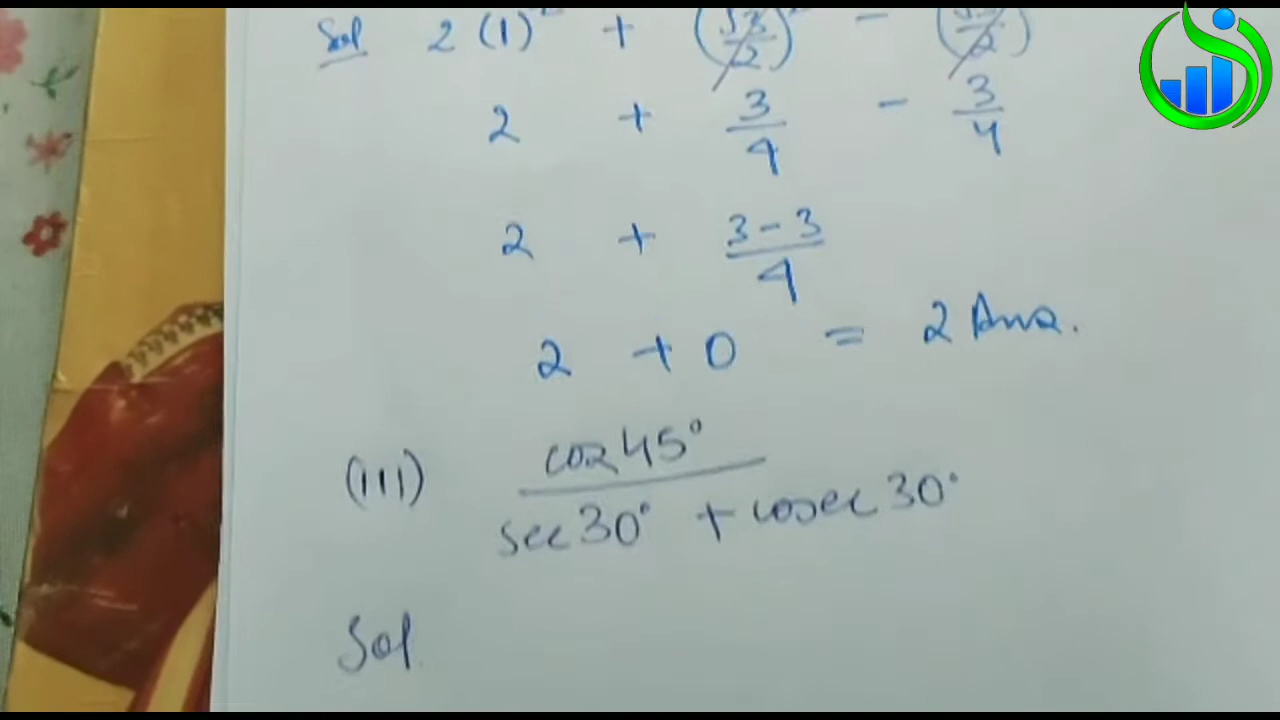 Sol 2 (1)² + (√3/2)² - (√3/2)
2 + 3/4 - 3/4
2 + 3-3/4
2 + 0 = 2 Ans.
(III) cos45°/sec30° + cosec30°
Sol.